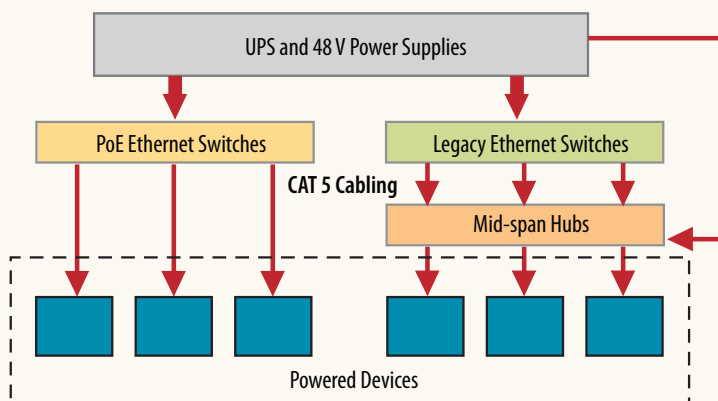 UPS and 48 V Power Supplies
PoE Ethernet Switches
Legacy Ethernet Switches
CAT 5 Cabling
Mid-span Hubs
Powered Devices